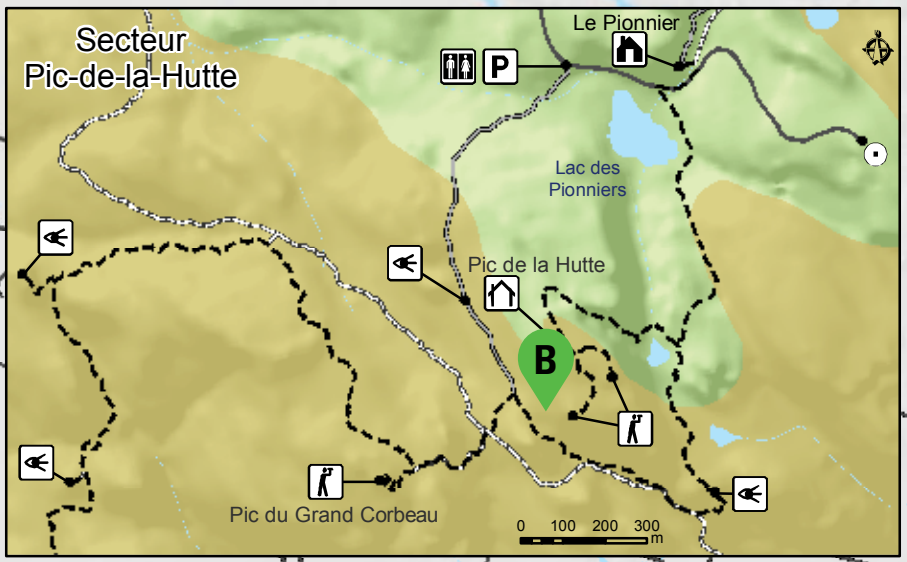 Secteur
Pic-de-la-Hutte
Le Pionnier
P
Lac des
Pionniers
Pic de la Hutte
B
Pic du Grand Corbeau
0 100 200 300
m